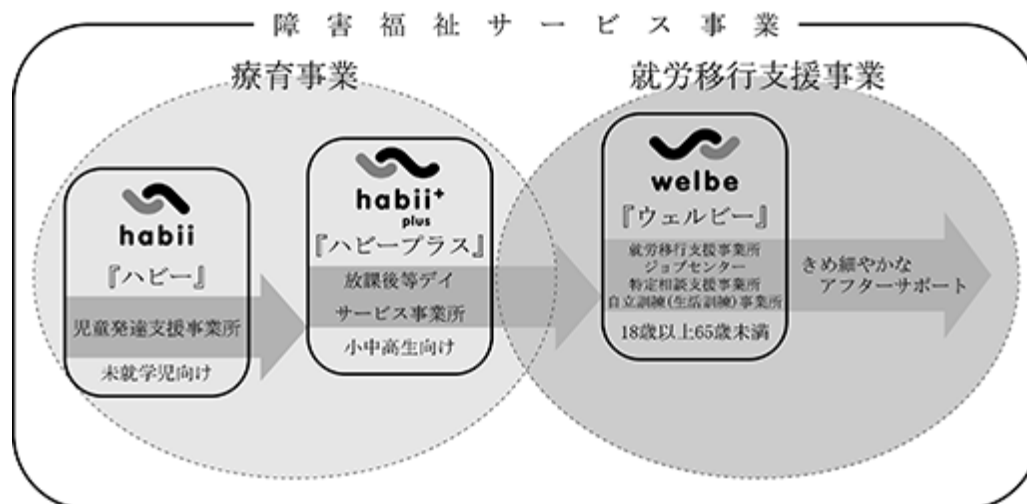 障害福祉サービス事業
療育事業
就労移行支援事業
habii
『ハビー』
児童発達支援事業所
未就学児向け
habii+
plus
『ハビープラス』
放課後等デイ
サービス事業所
小中高生向け
welbe
『ウェルビー』
就労移行支援事業所
ジョブセンター
特定相談支援事業所
自立訓練(生活訓練)事業所
18歳以上65歳未満
きめ細やかな
アフターサポート